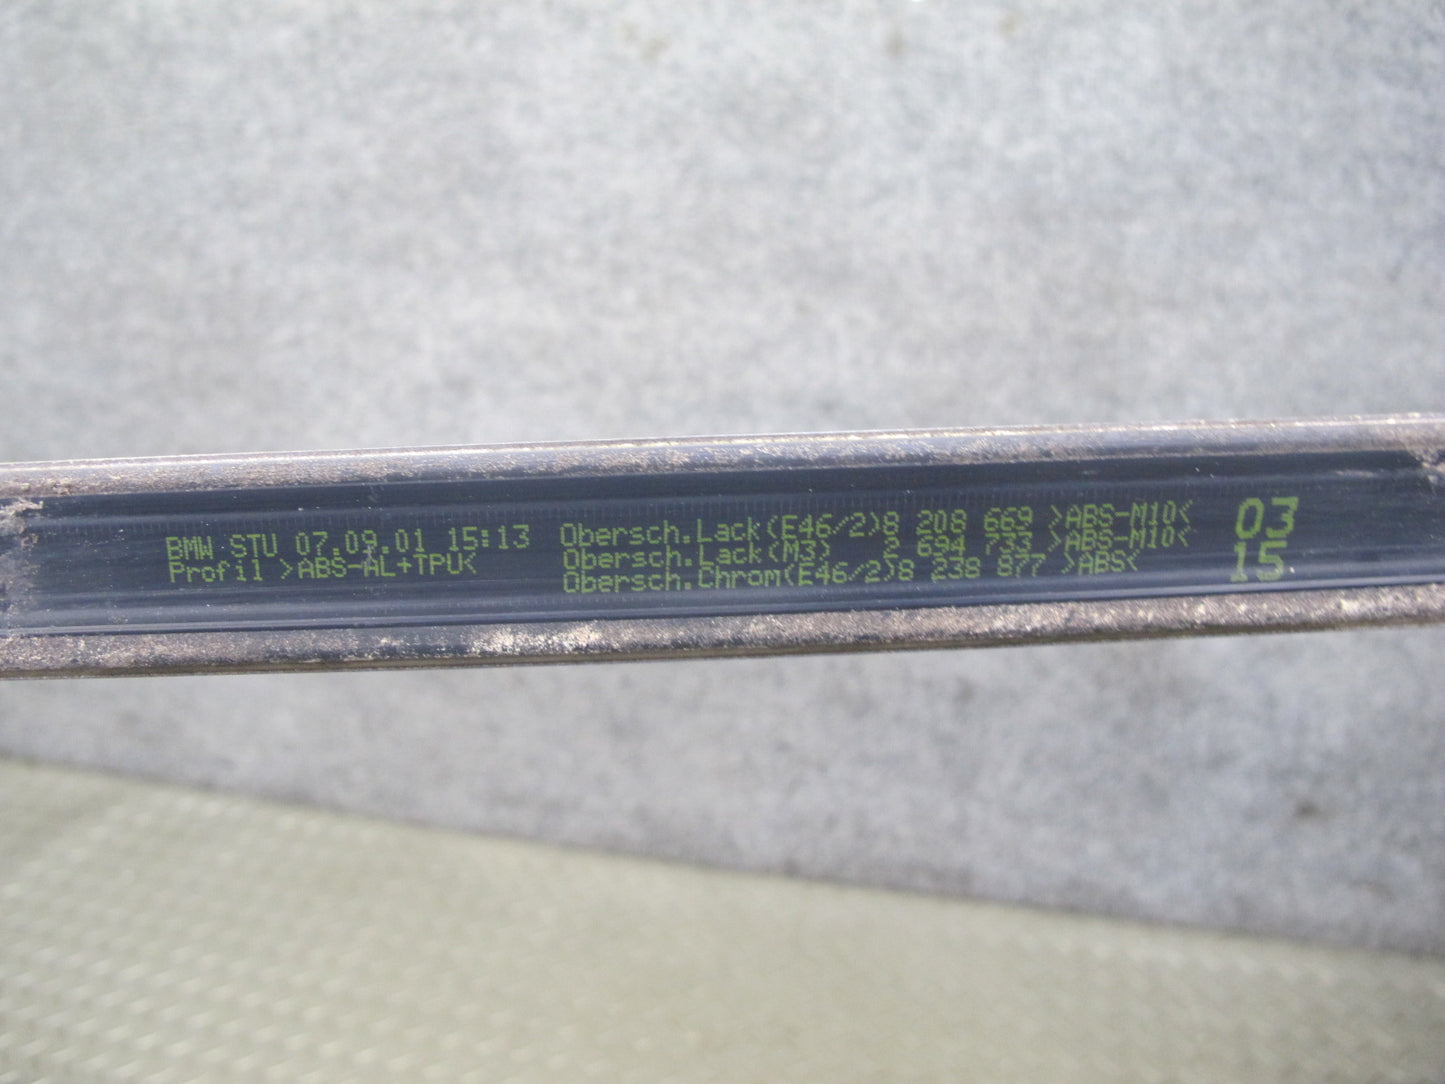 BMW STU 07.09.01 15:13
Profil >ABS-AL+TPU<
Obersch.Lack(E46/2)8 208 669 >ABS-M10<
Obersch.Lack(M3) 2 694 733 >ABS-M10<
Obersch.Chrom(E46/2)8 238 877 >ABS<
03
15